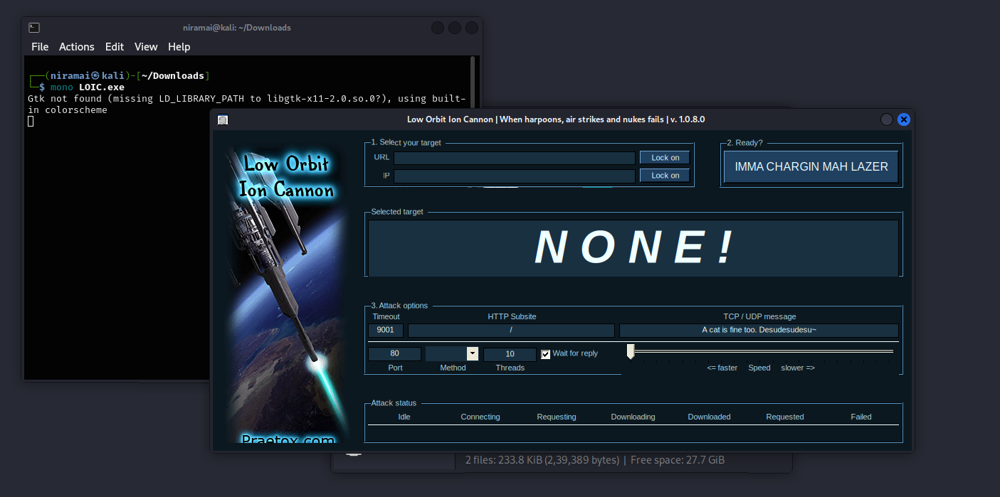 niramai@kali: ~/Downloads
File Actions Edit View Help
(niramai㉿kali)-[~/Downloads]
$ mono LOIC.exe
Gtk not found (missing LD_LIBRARY_PATH to libgtk-x11-2.0.so.0?), using built-
in colorscheme
Low Orbit Ion Cannon | When harpoons, air strikes and nukes fails | v. 1.0.8.0
Low Orbit
Ion Cannon
Praetox.com
1. Select your target
URL Lock on
IP Lock on
2. Ready?
IMMA CHARGIN MAH LAZER
Selected target
NONE!
3. Attack options
Timeout HTTP Subsite TCP / UDP message
9001 / A cat is fine too. Desudesudesu~
80 10 Wait for reply
Port Method Threads <= faster Speed slower =>
Attack status
Idle Connecting Requesting Downloading Downloaded Requested Failed
2 files: 233.8 KiB (2,39,389 bytes) | Free space: 27.7 GiB